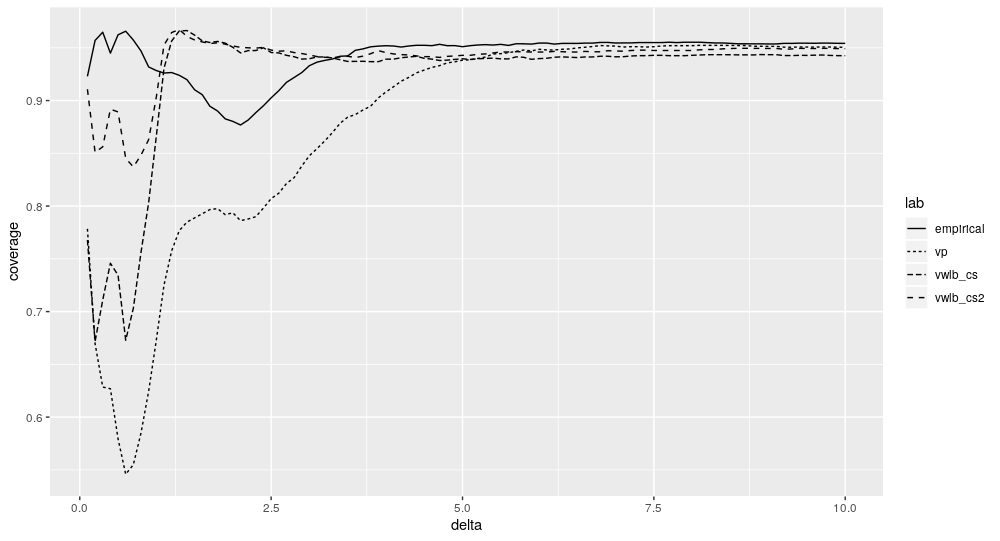 coverage
0.9
0.8
0.7
0.6
0.0 2.5 5.0 7.5 10.0
delta
lab
empirical
vp
vwlb_cs
vwlb_cs2